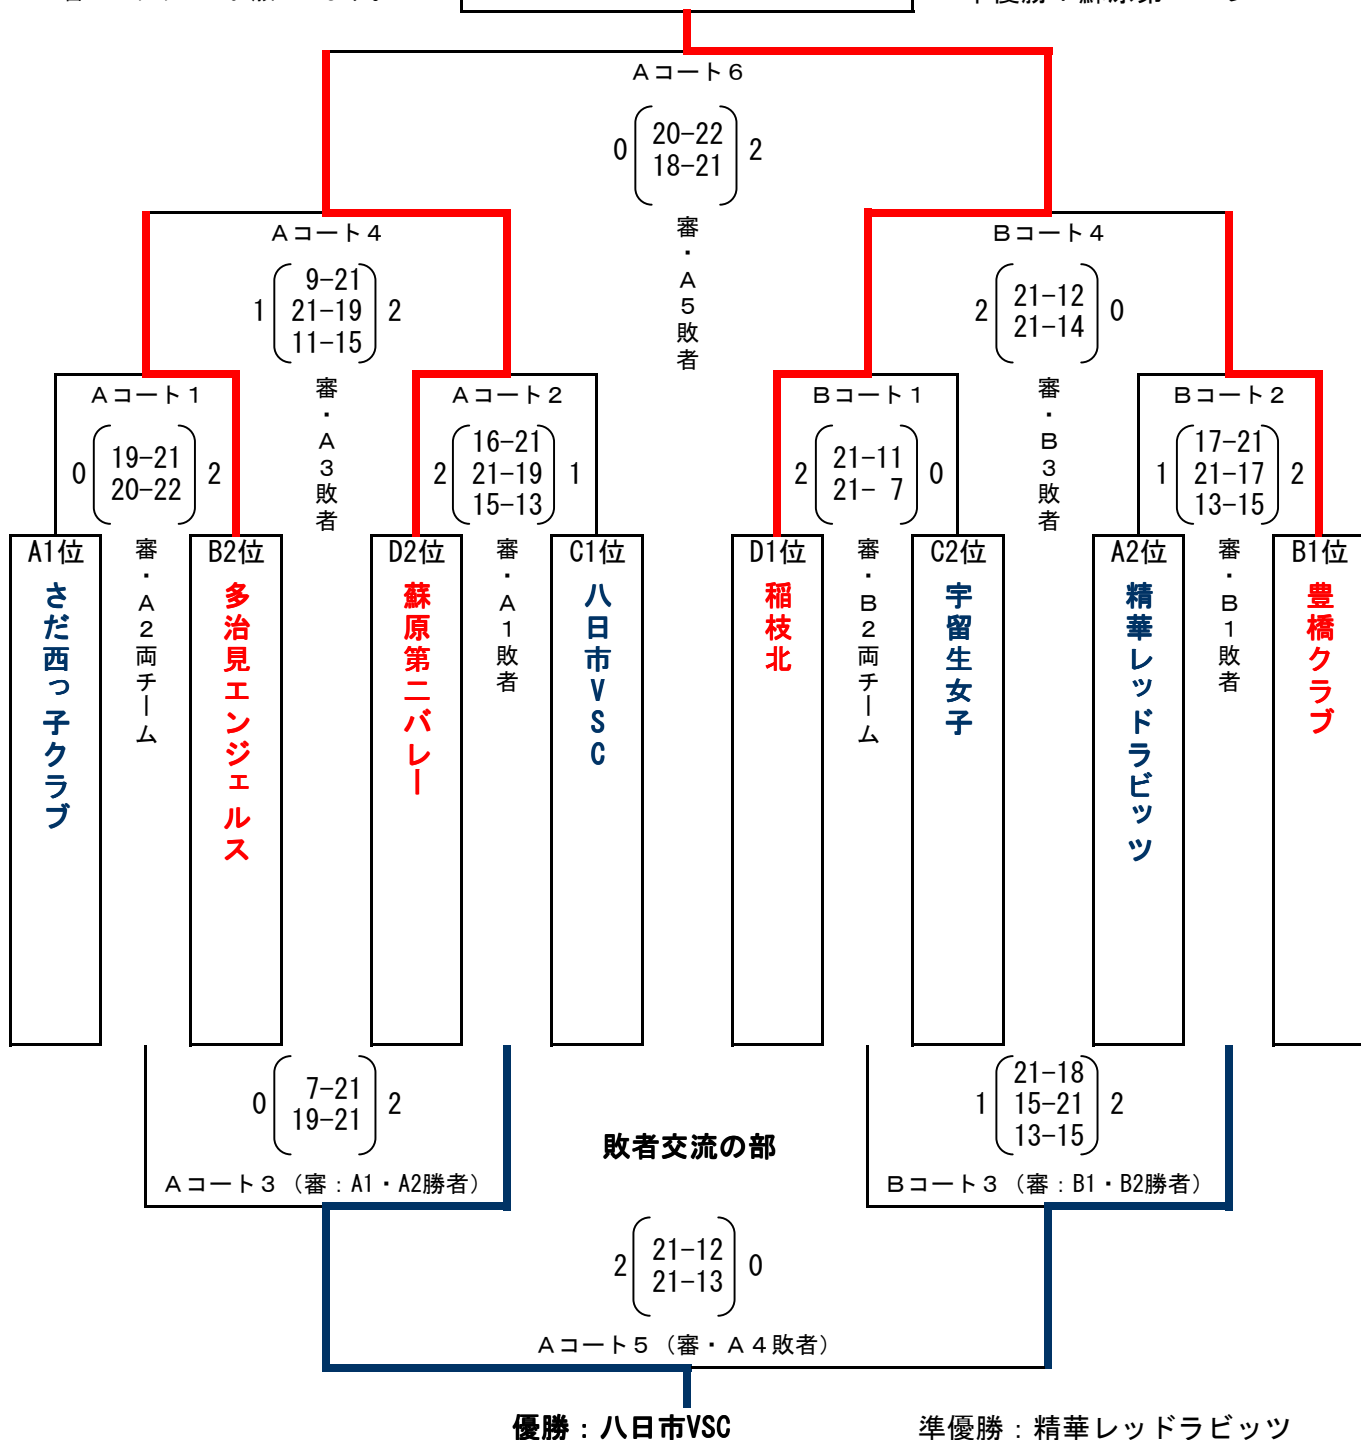 Aコート6
0 20-22 2
18-21
審・A5敗者
Aコート4
9-21
1 21-19 2
11-15
審・A3敗者
Bコート4
2 21-12 0
21-14
審・B3敗者
Aコート1
0 19-21 2
20-22
審・A2両チーム
Aコート2
16-21
2 21-19 1
15-13
審・A1敗者
Bコート1
2 21-11 0
21- 7
審・B2両チーム
Bコート2
17-21
1 21-17 2
13-15
審・B1敗者
A1位
さだ西っ子クラブ
B2位
多治見エンジェルス
D2位
蘇原第二バレー
C1位
八日市VSC
D1位
稲枝北
C2位
宇留生女子
A2位
精華レッドラビッツ
B1位
豊橋クラブ
0 7-21 2
19-21
Aコート3(審:A1・A2勝者)
敗者交流の部
21-18
1 15-21 2
13-15
Bコート3(審:B1・B2勝者)
2 21-12 0
21-13
Aコート5(審・A4敗者)
優勝:八日市VSC 準優勝:精華レッドラビッツ